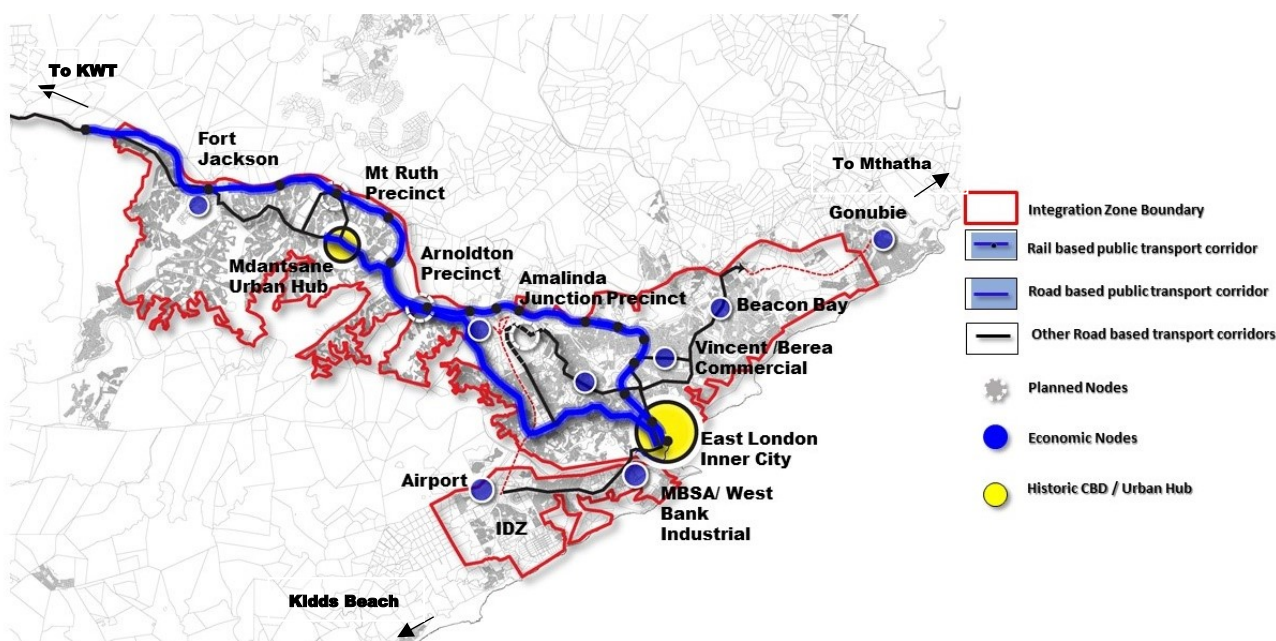 To KWT
Fort
Jackson
Mt Ruth
Precinct
To Mthatha
Gonubie
Mdantsane
Urban Hub
Arnoldton
Precinct
Amalinda
Junction Precinct
Beacon Bay
Vincent /Berea
Commercial
East London
Inner City
Airport
IDZ
MBSA/ West
Bank
Industrial
Kidds Beach
Integration Zone Boundary
Rail based public transport corridor
Road based public transport corridor
Other Road based transport corridors
Planned Nodes
Economic Nodes
Historic CBD / Urban Hub